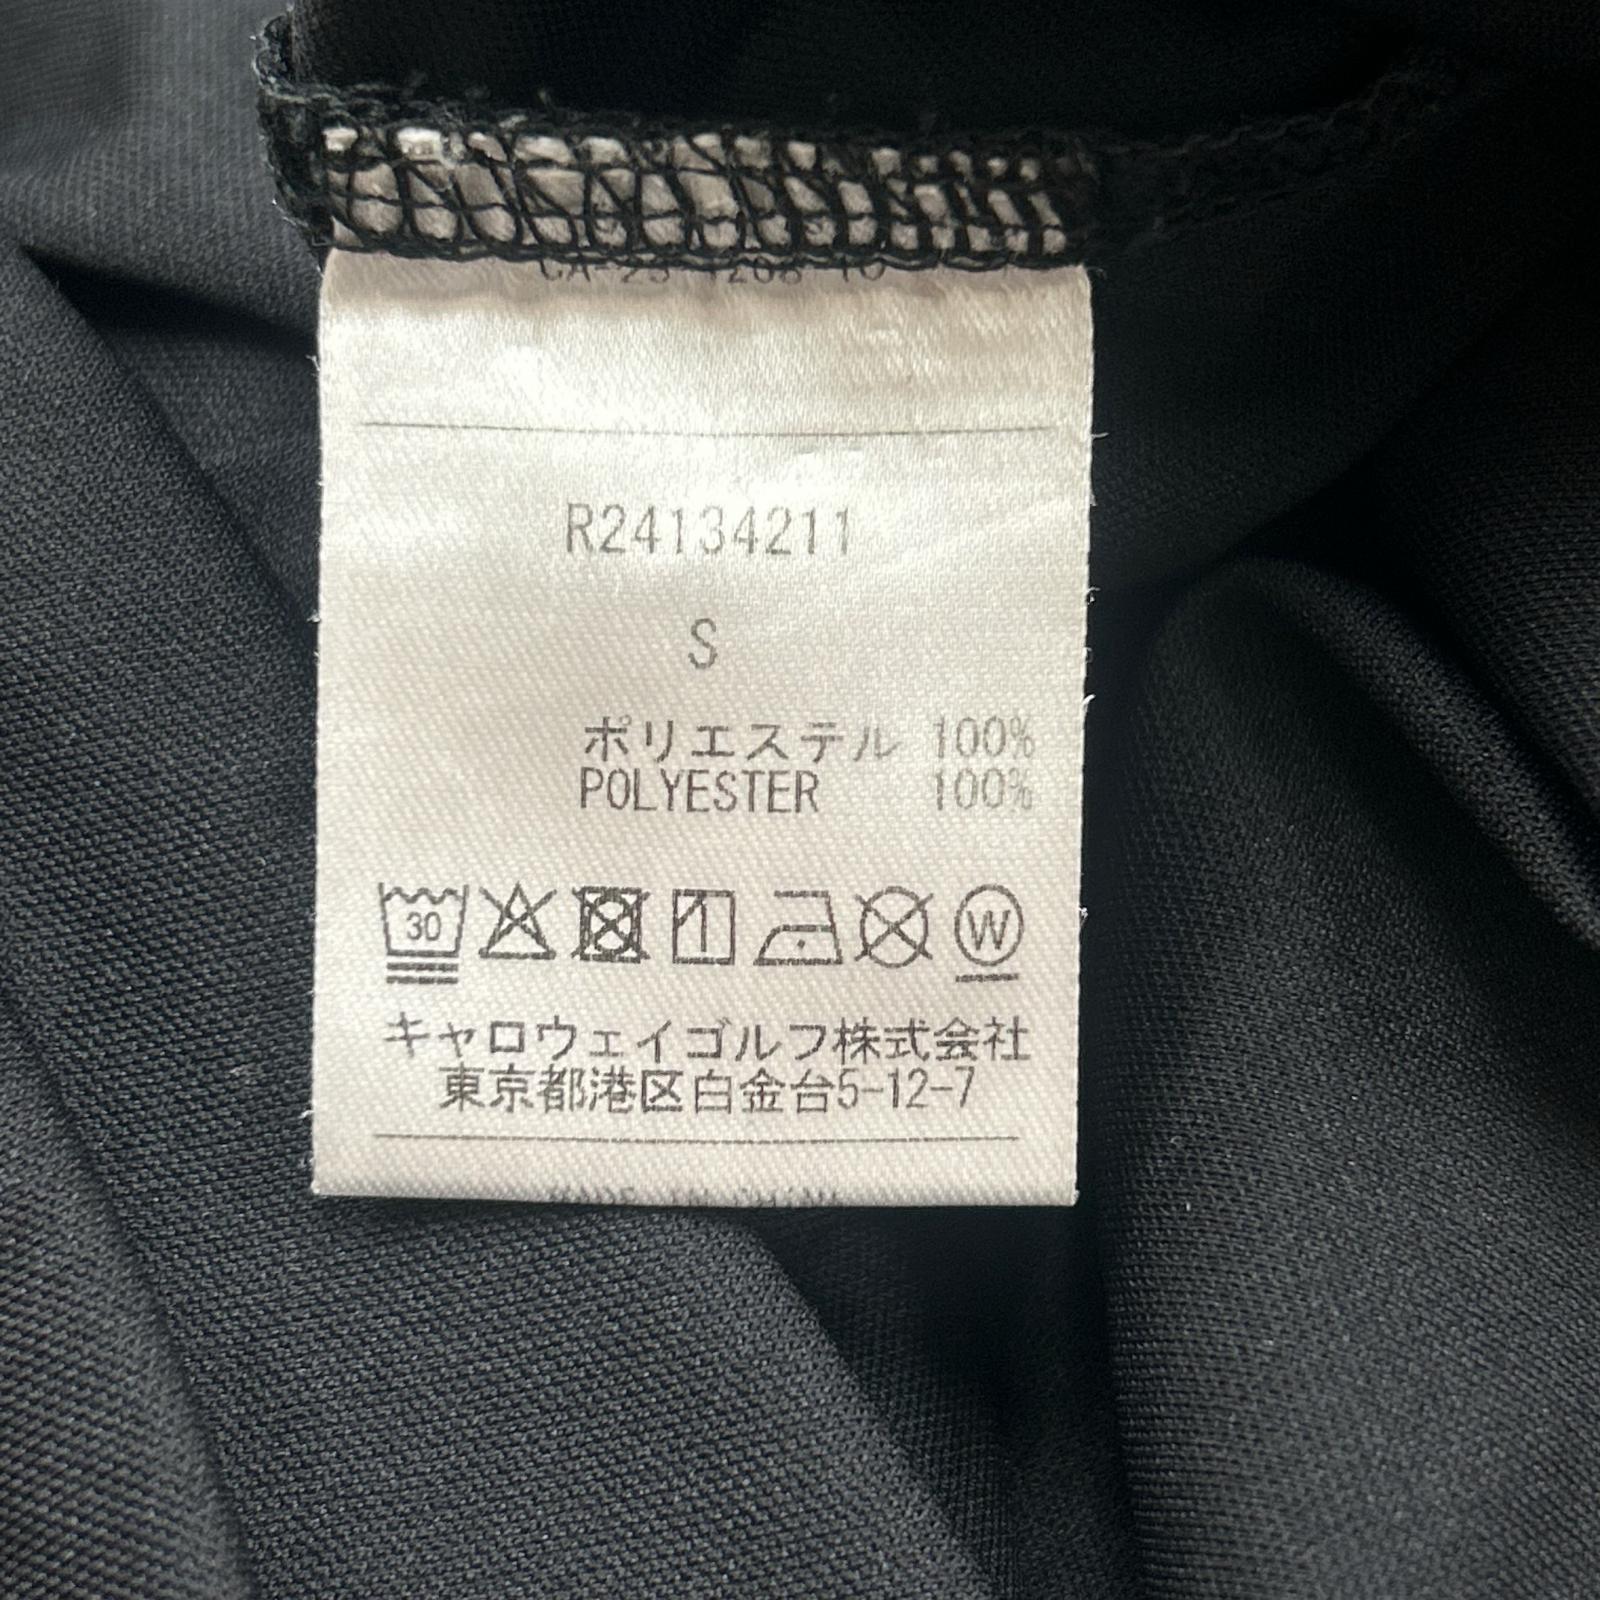 R24134211
S
ポリエステル 100%
POLYESTER 100%
30
W
キャロウェイゴルフ株式会社
東京都港区白金台5-12-7